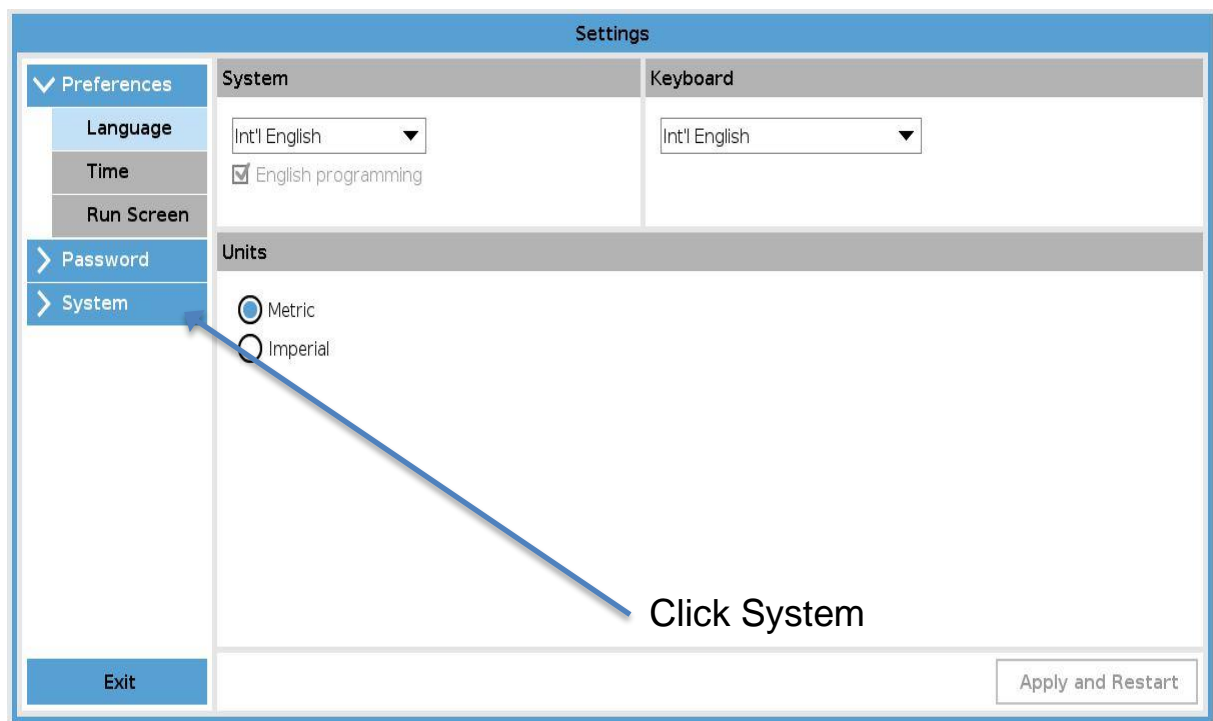 Settings
Preferences
Language
Time
Run Screen
Password
System
Exit
System
Int'l English
English programming
Keyboard
Int'l English
Units
Metric
Imperial
Click System
Apply and Restart